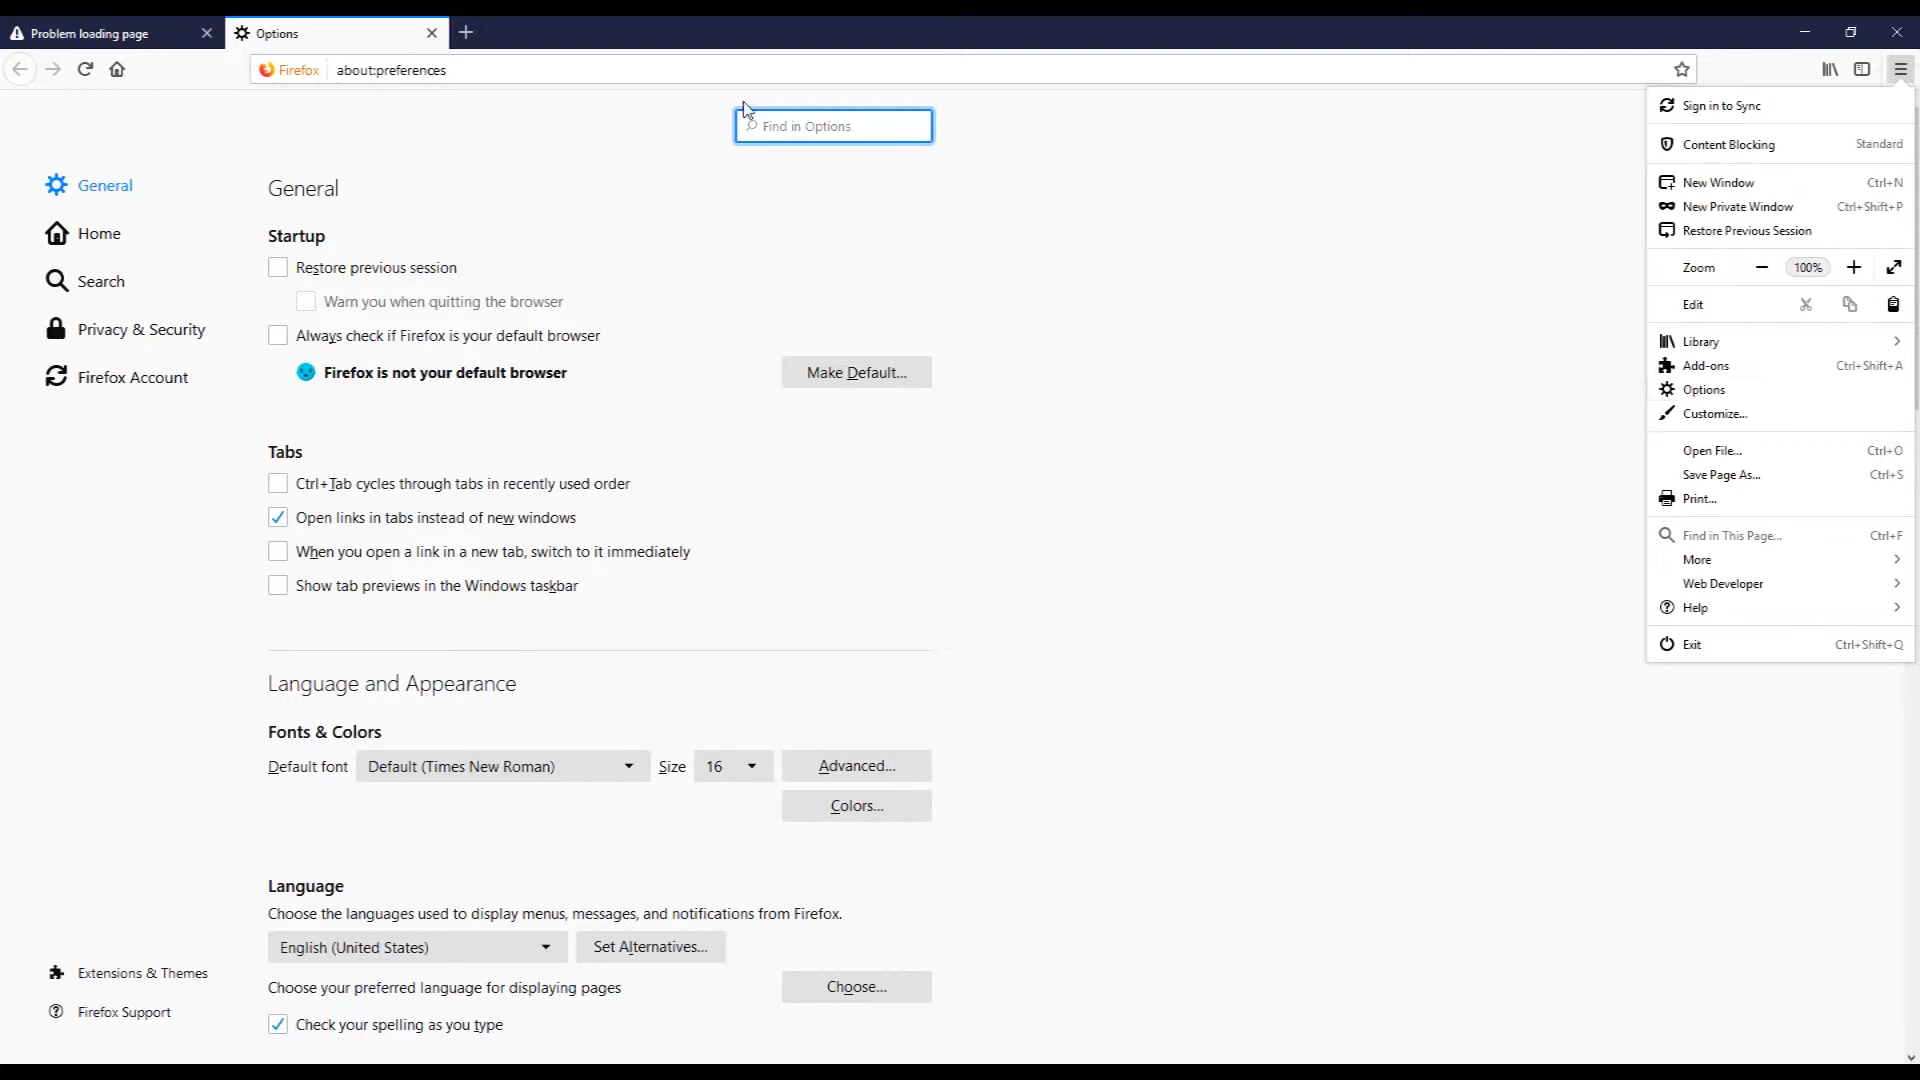 Problem loading page
Options
Firefox
about:preferences
Find in Options
General
Home
Search
Privacy & Security
Firefox Account
Extensions & Themes
Firefox Support
General
Startup
Restore previous session
Warn you when quitting the browser
Always check if Firefox is your default browser
Firefox is not your default browser
Make Default...
Tabs
Ctrl+Tab cycles through tabs in recently used order
Open links in tabs instead of new windows
When you open a link in a new tab, switch to it immediately
Show tab previews in the Windows taskbar
Language and Appearance
Fonts & Colors
Default font Default (Times New Roman) Size 16 Advanced...
Colors...
Language
Choose the languages used to display menus, messages, and notifications from Firefox.
English (United States) Set Alternatives...
Choose your preferred language for displaying pages Choose...
Check your spelling as you type
Sign in to Sync
Content Blocking Standard
New Window Ctrl+N
New Private Window Ctrl+Shift+P
Restore Previous Session
Zoom 100%
Edit
Library
Add-ons Ctrl+Shift+A
Options
Customize...
Open File... Ctrl+O
Save Page As... Ctrl+S
Print...
Find in This Page... Ctrl+F
More
Web Developer
Help
Exit Ctrl+Shift+Q